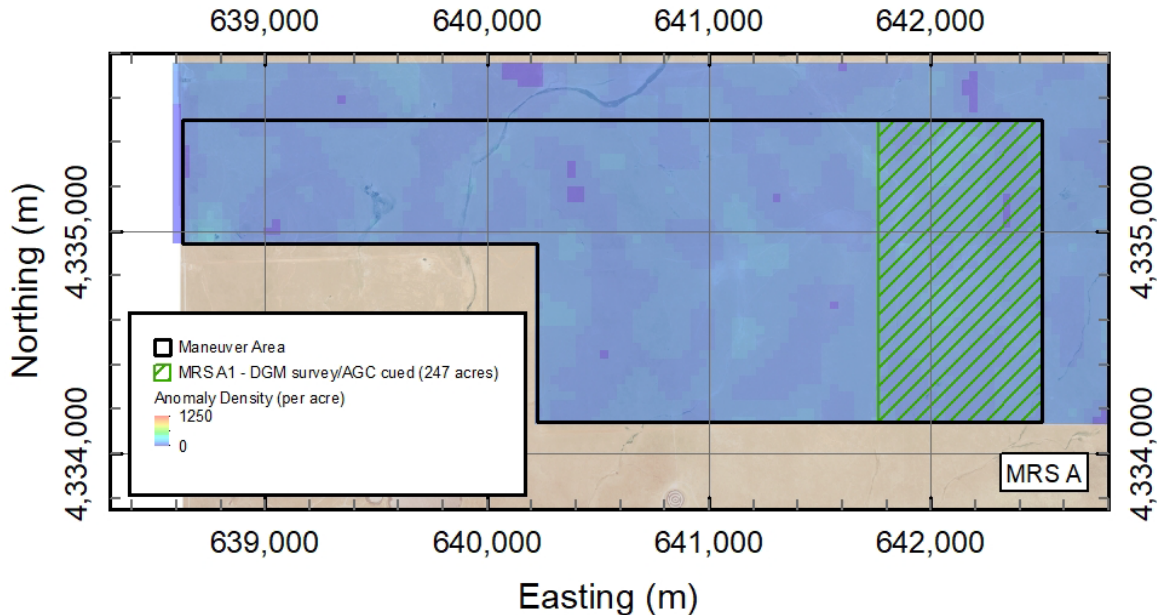 639,000 640,000 641,000 642,000
Northing (m)
4,335,000
4,334,000
4,335,000
4,334,000
Maneuver Area
MRS A1 - DGM survey/AGC cued (247 acres)
Anomaly Density (per acre)
1250
0
MRS A
639,000 640,000 641,000 642,000
Easting (m)